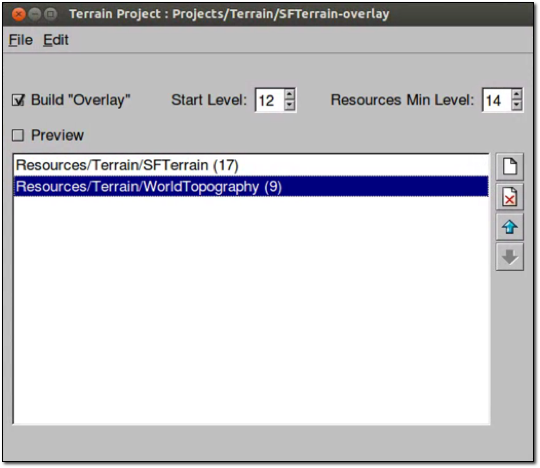 Terrain Project : Projects/Terrain/SFTerrain-overlay
File Edit
Build "Overlay" Start Level: 12 Resources Min Level: 14
Preview
Resources/Terrain/SFTerrain (17)
Resources/Terrain/WorldTopography (9)